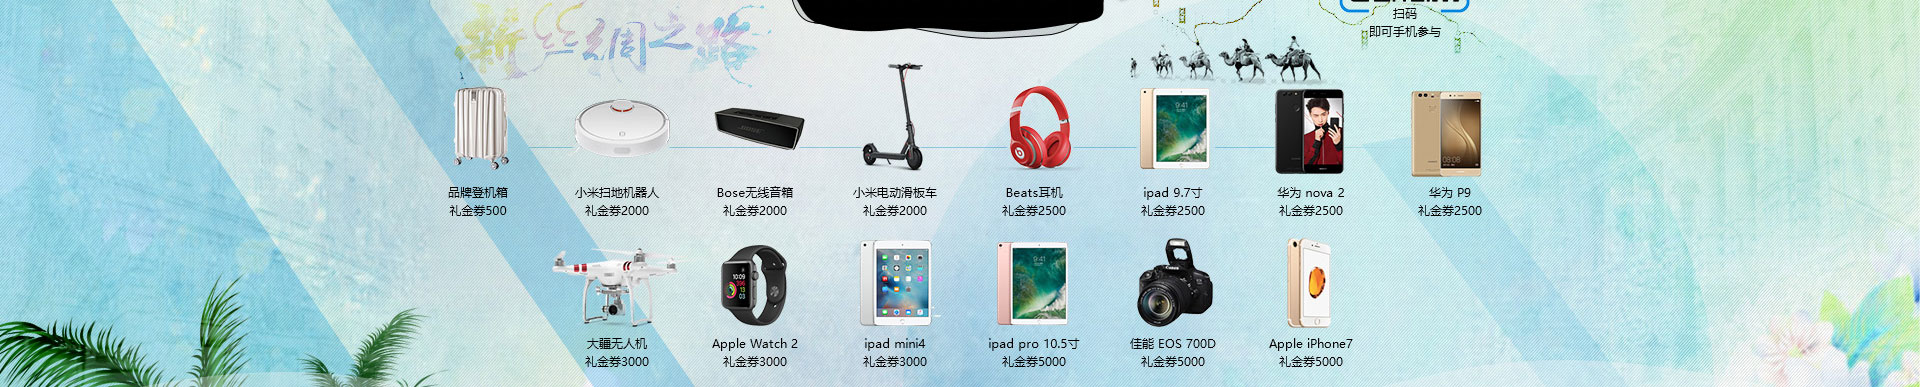 新丝绸之路
扫码
即可手机参与
品牌登机箱
礼金券500
小米扫地机器人
礼金券2000
Bose无线音箱
礼金券2000
小米电动滑板车
礼金券2000
Beats耳机
礼金券2500
ipad 9.7寸
礼金券2500
华为 nova 2
礼金券2500
华为 P9
礼金券2500
大疆无人机
礼金券3000
Apple Watch 2
礼金券3000
ipad mini4
礼金券3000
ipad pro 10.5寸
礼金券5000
佳能 EOS 700D
礼金券5000
Apple iPhone7
礼金券5000